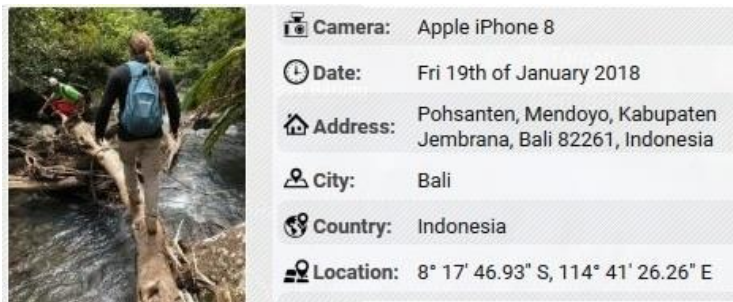 Camera: Apple iPhone 8
Date: Fri 19th of January 2018
Address: Pohsanten, Mendoyo, Kabupaten
Jembrana, Bali 82261, Indonesia
City: Bali
Country: Indonesia
Location: 8° 17' 46.93" S, 114° 41' 26.26" E